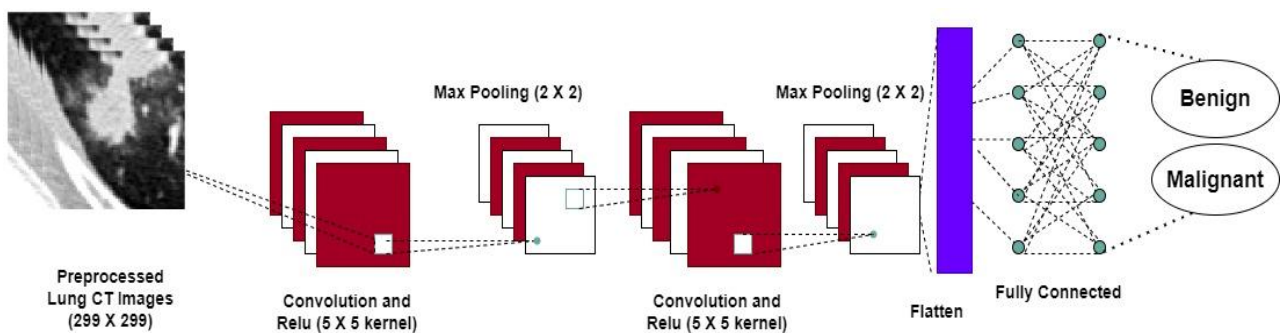 Preprocessed
Lung CT Images
(299 X 299)
Convolution and
Relu (5 X 5 kernel)
Max Pooling (2 X 2)
Convolution and
Relu (5 X 5 kernel)
Max Pooling (2 X 2)
Flatten
Fully Connected
Benign
Malignant